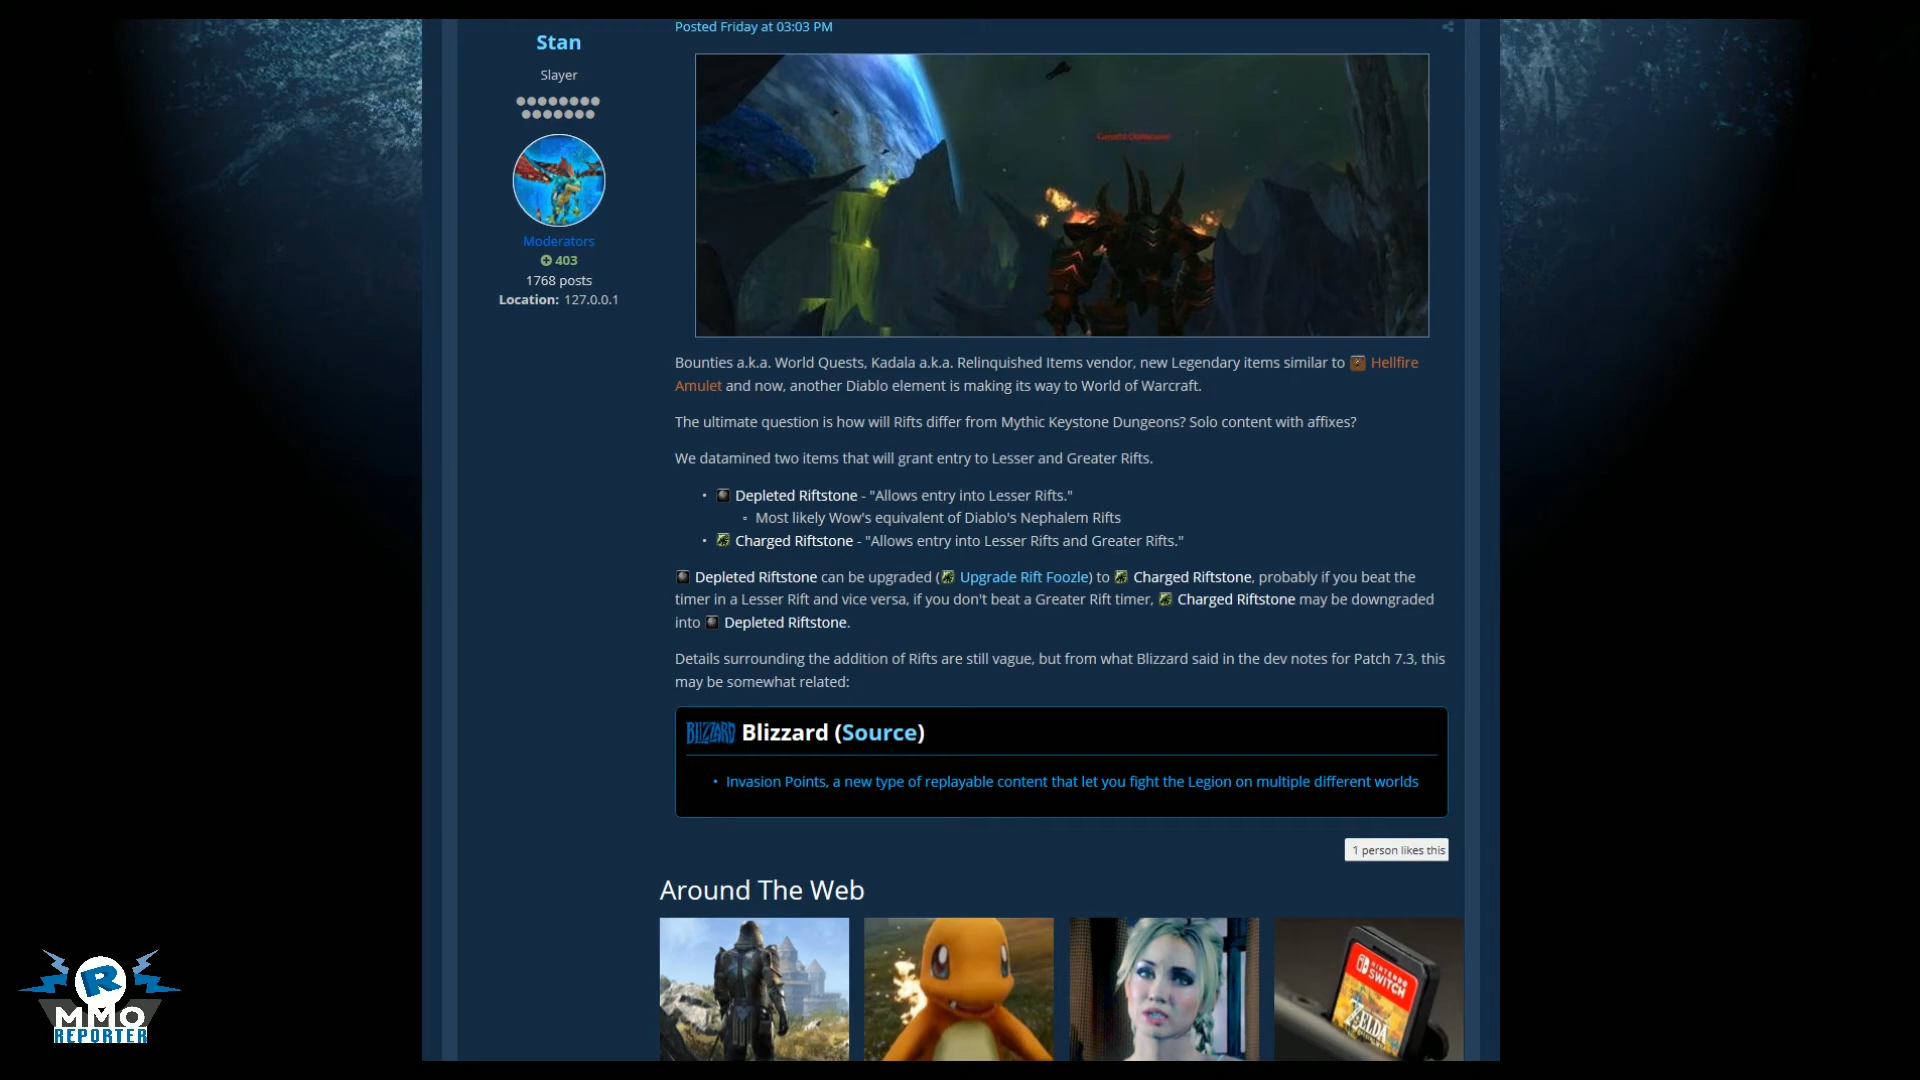 Posted Friday at 03:03 PM
Stan
Slayer
Moderators
403
1768 posts
Location: 127.0.0.1
Bounties a.k.a. World Quests, Kadala a.k.a. Relinquished Items vendor, new Legendary items similar to Hellfire
Amulet and now, another Diablo element is making its way to World of Warcraft.
The ultimate question is how will Rifts differ from Mythic Keystone Dungeons? Solo content with affixes?
We datamined two items that will grant entry to Lesser and Greater Rifts.
• Depleted Riftstone - "Allows entry into Lesser Rifts."
◦ Most likely Wow's equivalent of Diablo's Nephalem Rifts
• Charged Riftstone - "Allows entry into Lesser Rifts and Greater Rifts."
Depleted Riftstone can be upgraded (Upgrade Rift Foozle) to Charged Riftstone, probably if you beat the
timer in a Lesser Rift and vice versa, if you don't beat a Greater Rift timer, Charged Riftstone may be downgraded
into Depleted Riftstone.
Details surrounding the addition of Rifts are still vague, but from what Blizzard said in the dev notes for Patch 7.3, this
may be somewhat related:
BLIZZARD Blizzard (Source)
• Invasion Points, a new type of replayable content that let you fight the Legion on multiple different worlds
1 person likes this
Around The Web
NINTENDO
SWITCH
ZELDA
R
MMO
REPORTER